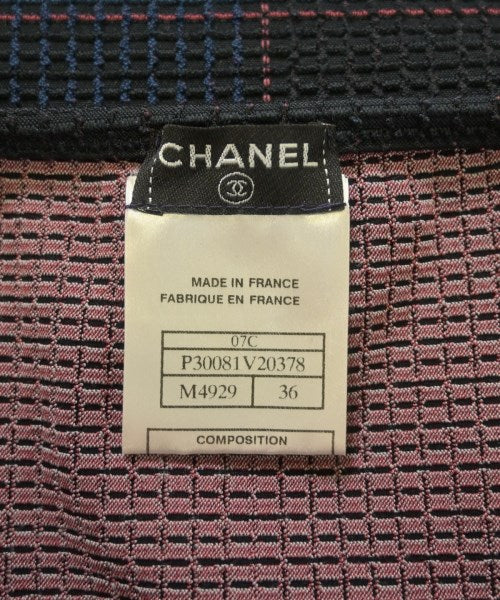 CHANEL
MADE IN FRANCE
FABRIQUE EN FRANCE
07C
P30081V20378
M4929 36
COMPOSITION